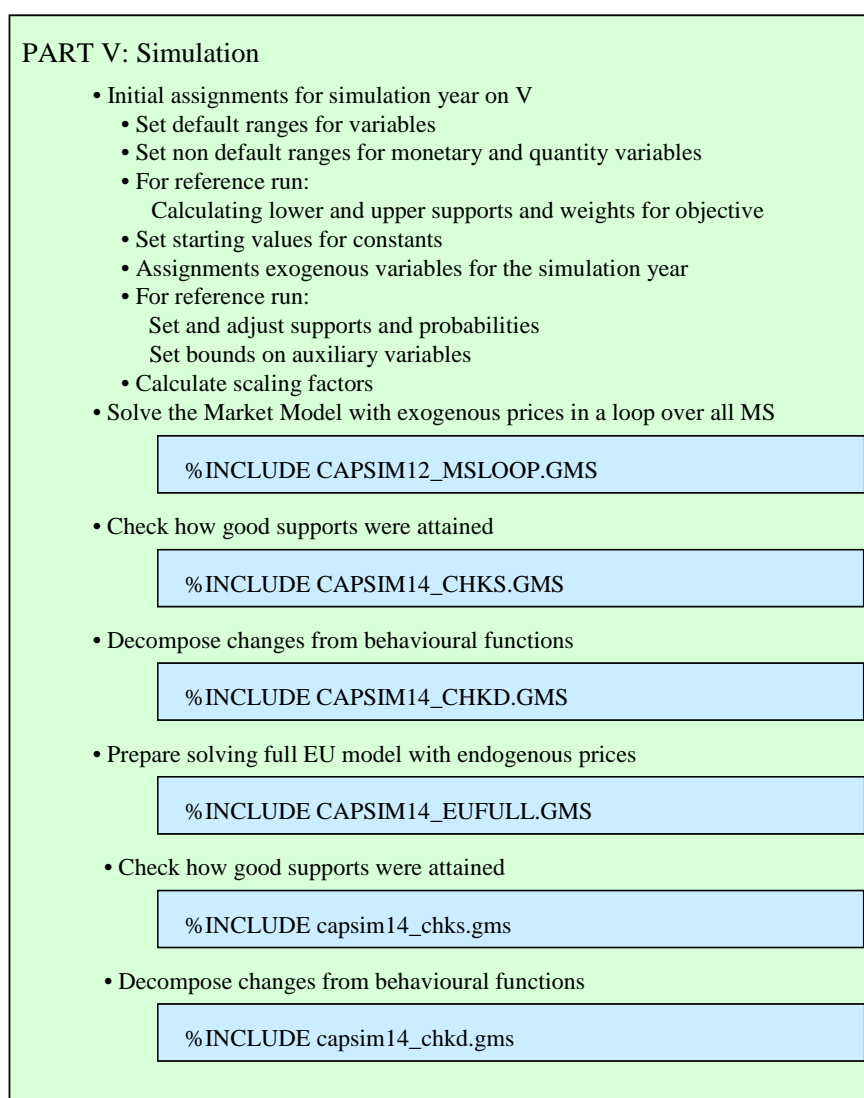 PART V: Simulation
• Initial assignments for simulation year on V
• Set default ranges for variables
• Set non default ranges for monetary and quantity variables
• For reference run:
Calculating lower and upper supports and weights for objective
• Set starting values for constants
• Assignments exogenous variables for the simulation year
• For reference run:
Set and adjust supports and probabilities
Set bounds on auxiliary variables
• Calculate scaling factors
• Solve the Market Model with exogenous prices in a loop over all MS
%INCLUDE CAPSIM12_MSLOOP.GMS
• Check how good supports were attained
%INCLUDE CAPSIM14_CHKS.GMS
• Decompose changes from behavioural functions
%INCLUDE CAPSIM14_CHKD.GMS
• Prepare solving full EU model with endogenous prices
%INCLUDE CAPSIM14_EUFULL.GMS
• Check how good supports were attained
%INCLUDE capsim14_chks.gms
• Decompose changes from behavioural functions
%INCLUDE capsim14_chkd.gms